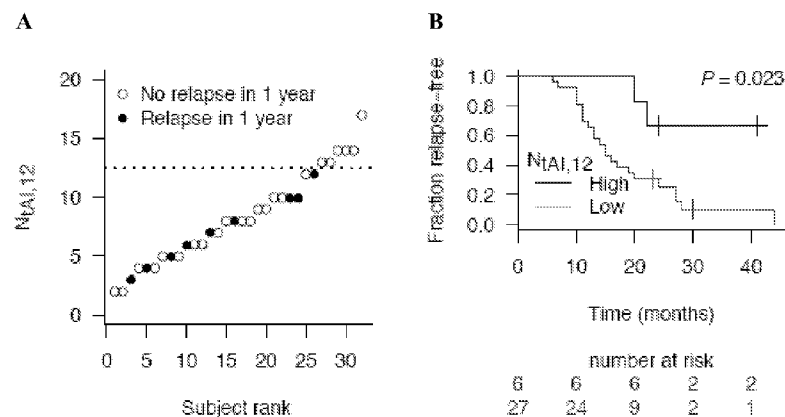 A
N_tAI,12
20
15
10
5
0
○ No relapse in 1 year
● Relapse in 1 year
0 5 10 15 20 25 30
Subject rank
B
Fraction relapse-free
1.0
0.8
0.6
0.4
0.2
0.0
P = 0.023
N_tAI,12
High
Low
0 10 20 30 40
Time (months)
number at risk
6 6 6 2 2
27 24 9 2 1